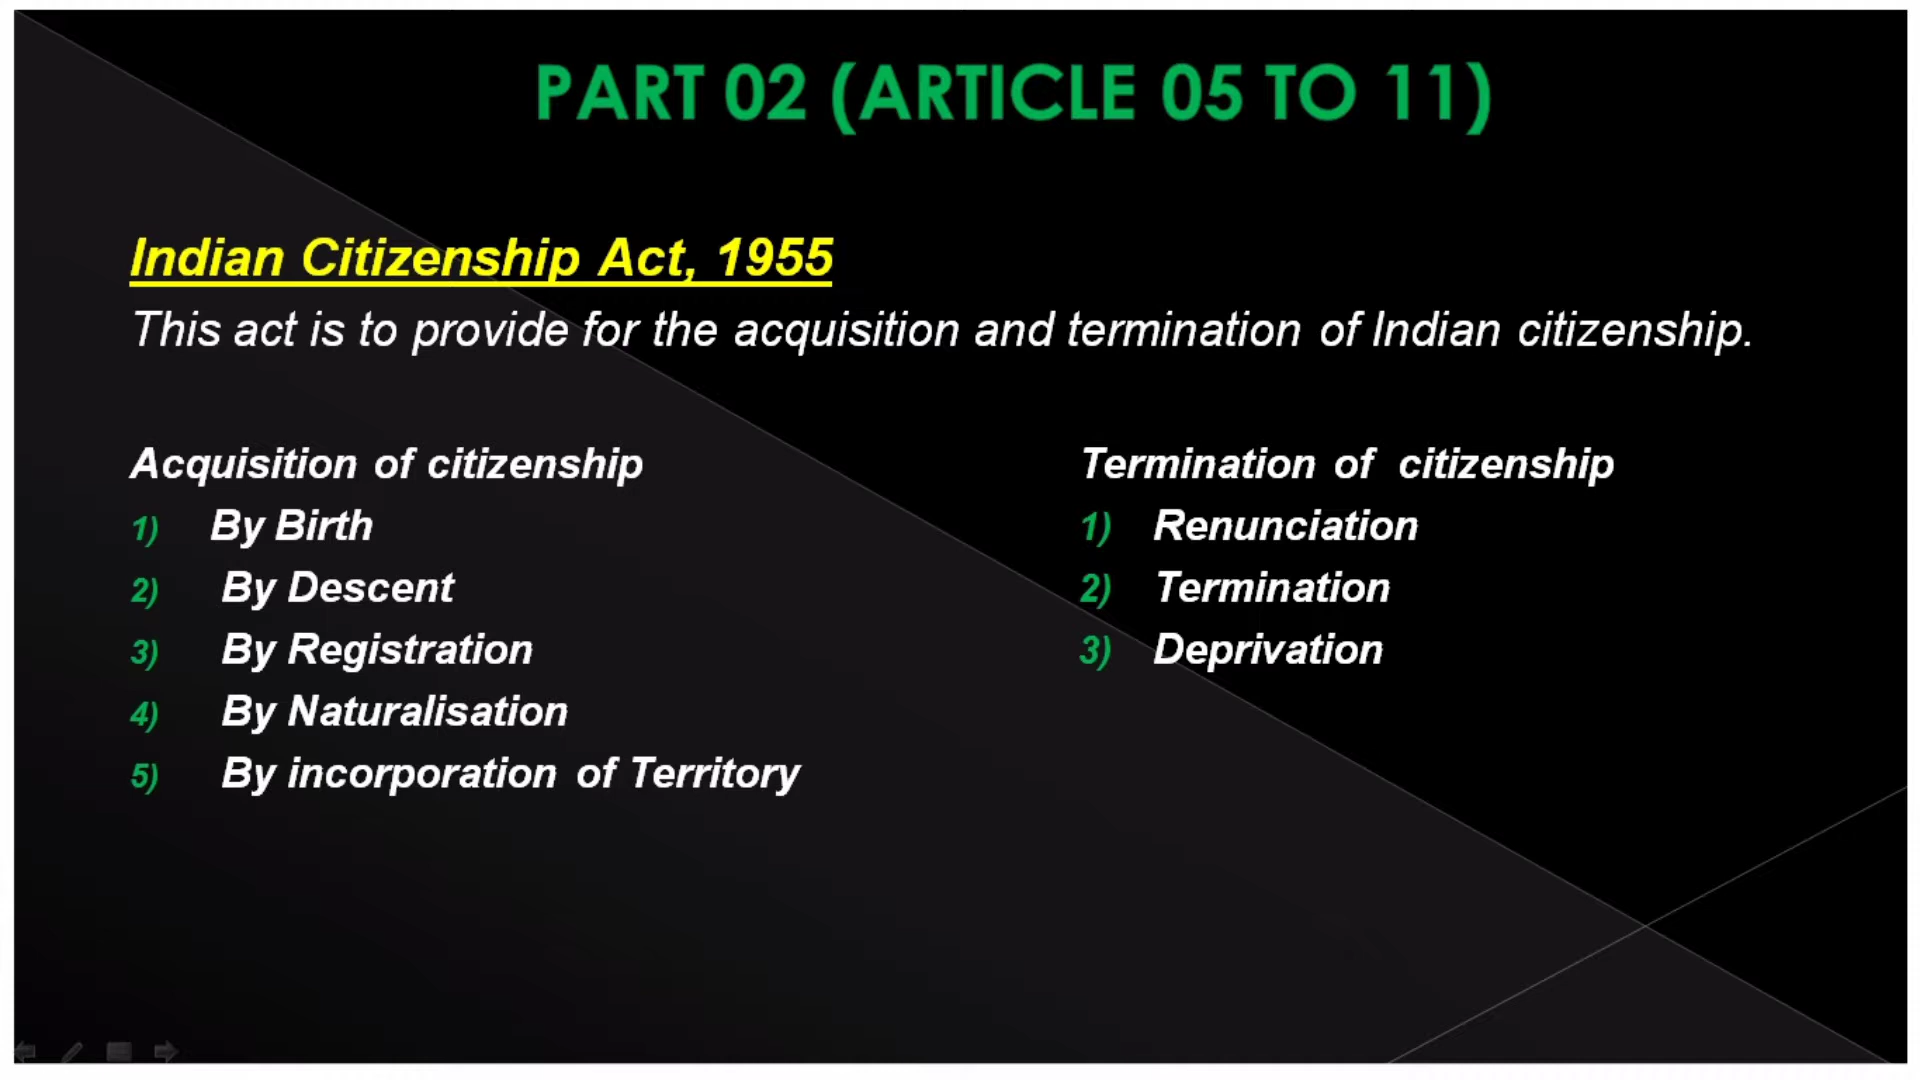 PART 02 (ARTICLE 05 TO 11)
Indian Citizenship Act, 1955
This act is to provide for the acquisition and termination of Indian citizenship.
Acquisition of citizenship
1) By Birth
2) By Descent
3) By Registration
4) By Naturalisation
5) By incorporation of Territory
Termination of citizenship
1) Renunciation
2) Termination
3) Deprivation